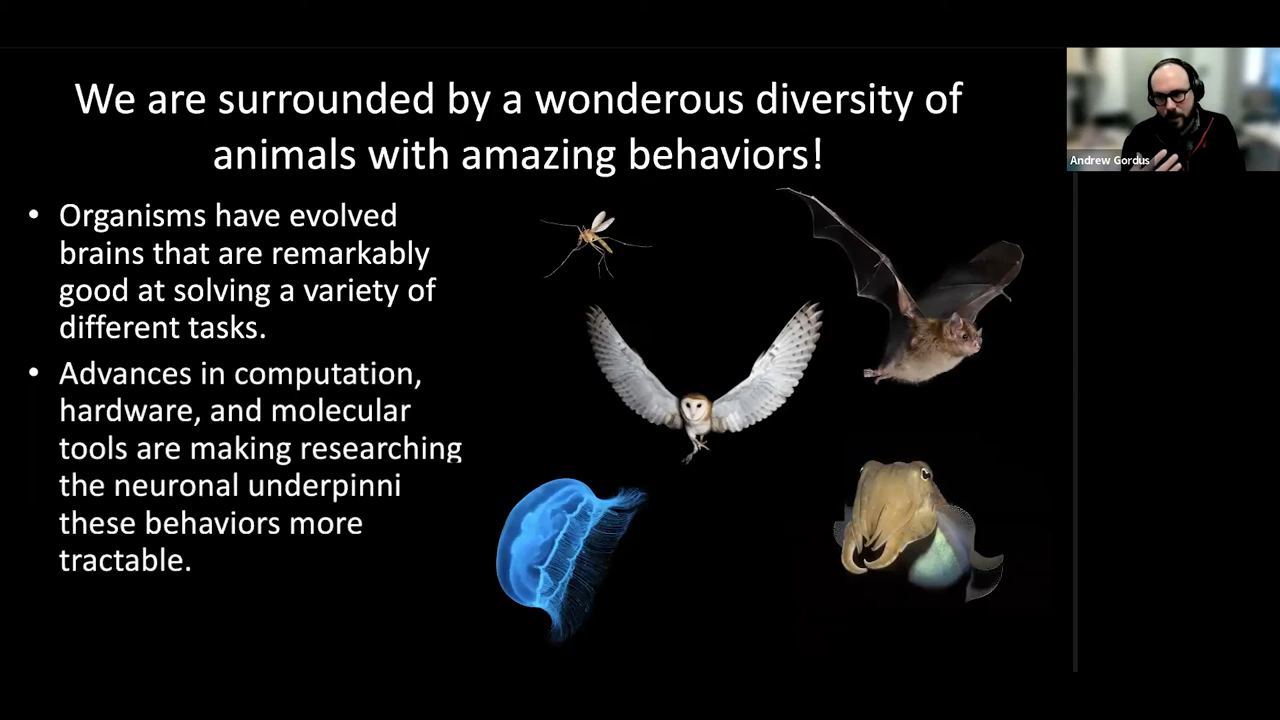 We are surrounded by a wonderous diversity of
animals with amazing behaviors!
Andrew Gordus
• Organisms have evolved
brains that are remarkably
good at solving a variety of
different tasks.
• Advances in computation,
hardware, and molecular
tools are making researching
the neuronal underpinni
these behaviors more
tractable.